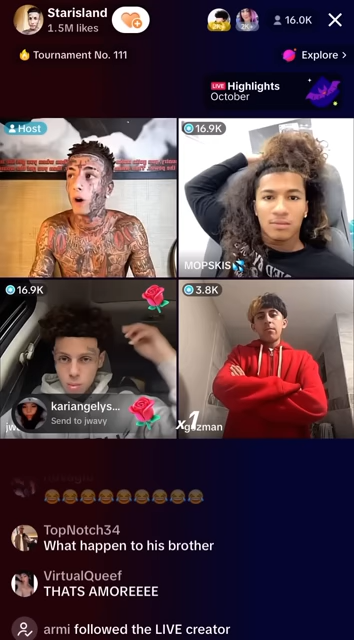 Starisland
1.5M likes
16.0K
Tournament No. 111
Explore >
LIVE Highlights
October
Host
16.9K
MOPSKIS💦
16.9K
3.8K
kariangelys...
Send to jwavy
jw
x1
😂😂😂😂😂😂😂😂😂
TopNotch34
What happen to his brother
VirtualQueef
THATS AMOREEEE
armi followed the LIVE creator